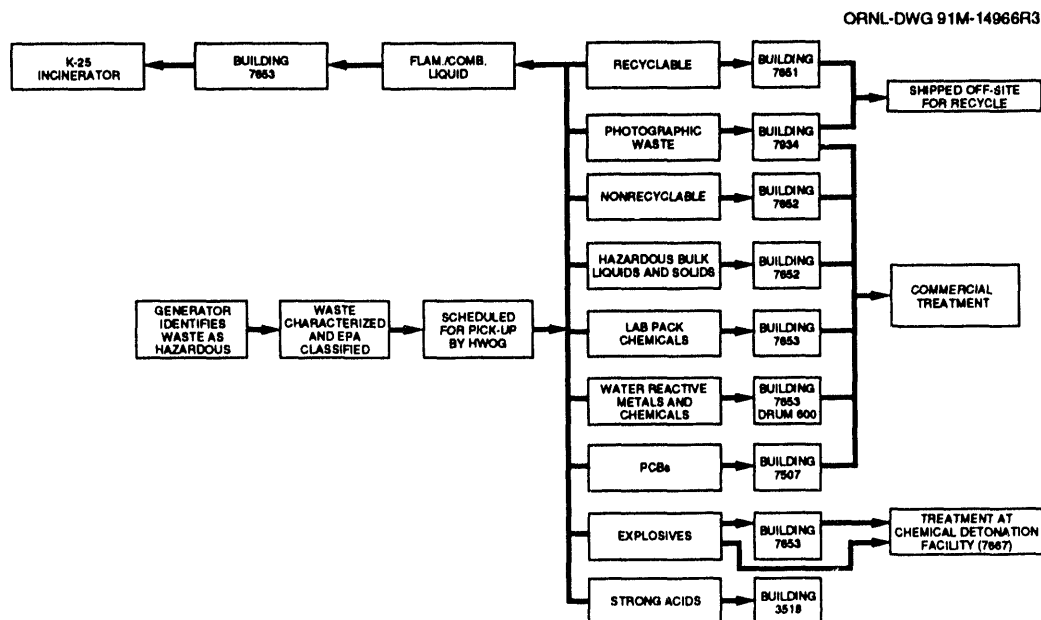 ORNL-DWG 91M-14966R3
K-25
INCINERATOR
BUILDING
7653
FLAM./COMB.
LIQUID
RECYCLABLE
BUILDING
7651
SHIPPED OFF-SITE
FOR RECYCLE
PHOTOGRAPHIC
WASTE
BUILDING
7934
NONRECYCLABLE
BUILDING
7652
HAZARDOUS BULK
LIQUIDS AND SOLIDS
BUILDING
7652
COMMERCIAL
TREATMENT
GENERATOR
IDENTIFIES
WASTE AS
HAZARDOUS
WASTE
CHARACTERIZED
AND EPA
CLASSIFIED
SCHEDULED
FOR PICK-UP
BY HWOG
LAB PACK
CHEMICALS
BUILDING
7653
WATER REACTIVE
METALS AND
CHEMICALS
BUILDING
7653
DRUM 600
PCBs
BUILDING
7507
EXPLOSIVES
BUILDING
7653
TREATMENT AT
CHEMICAL DETONATION
FACILITY (7667)
STRONG ACIDS
BUILDING
3518